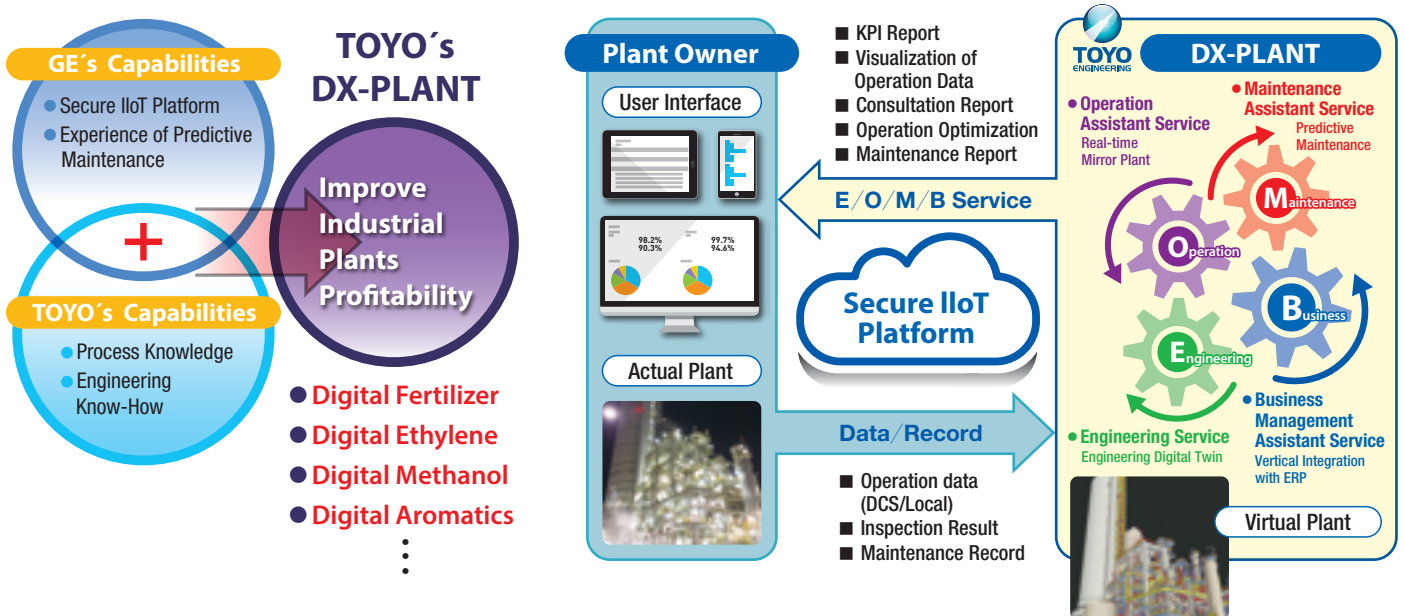 GE´s Capabilities
● Secure IIoT Platform
● Experience of Predictive
Maintenance
+
TOYO´s Capabilities
● Process Knowledge
● Engineering
Know-How
TOYO´s
DX-PLANT
Improve
Industrial
Plants
Profitability
● Digital Fertilizer
● Digital Ethylene
● Digital Methanol
● Digital Aromatics
⋮
Plant Owner
User Interface
98.2%
90.3%
99.7%
94.6%
Actual Plant
■ KPI Report
■ Visualization of
Operation Data
■ Consultation Report
■ Operation Optimization
■ Maintenance Report
E/O/M/B Service
Secure IIoT
Platform
Data/Record
■ Operation data
(DCS/Local)
■ Inspection Result
■ Maintenance Record
TOYO
ENGINEERING
DX-PLANT
● Operation
Assistant Service
Real-time
Mirror Plant
● Maintenance
Assistant Service
Predictive
Maintenance
Maintenance
Operation
Business
Engineering
● Engineering Service
Engineering Digital Twin
● Business
Management
Assistant Service
Vertical Integration
with ERP
Virtual Plant